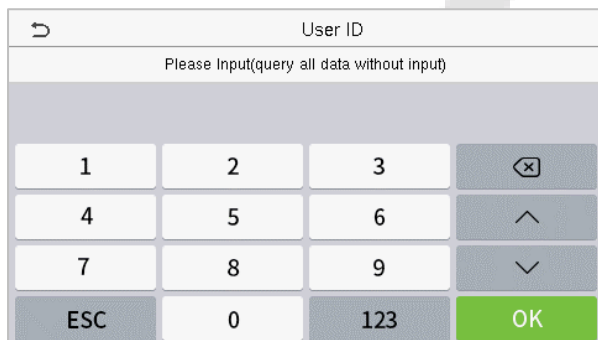 User ID
Please Input(query all data without input)
1 2 3
4 5 6
7 8 9
ESC 0 123 OK